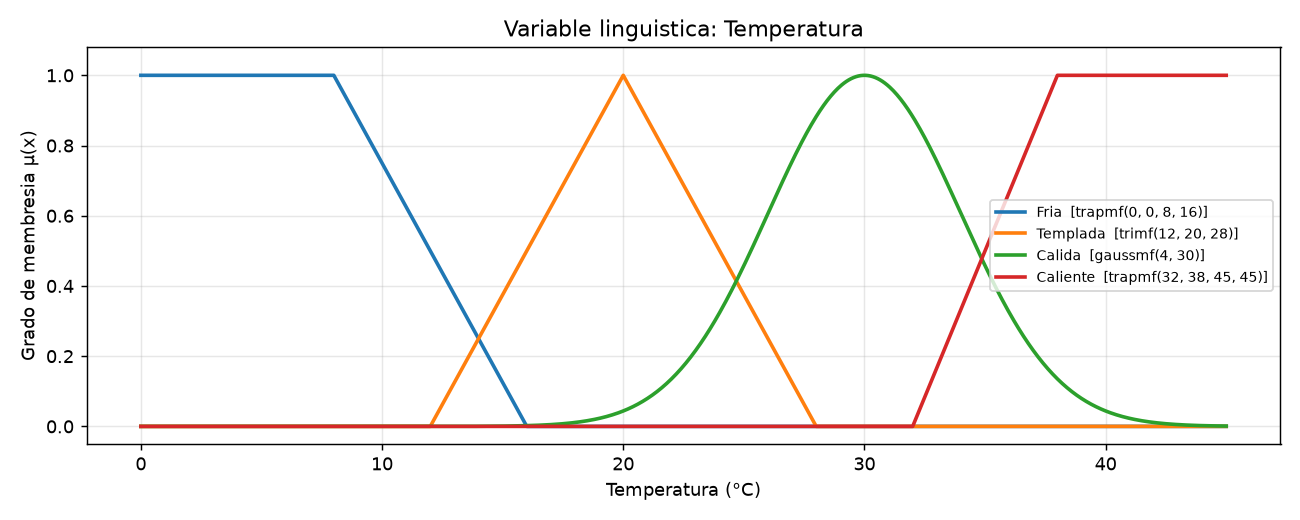 Variable linguistica: Temperatura
Grado de membresia μ(x)
1.0
0.8
0.6
0.4
0.2
0.0
Fria [trapmf(0, 0, 8, 16)]
Templada [trimf(12, 20, 28)]
Calida [gaussmf(4, 30)]
Caliente [trapmf(32, 38, 45, 45)]
0 10 20 30 40
Temperatura (°C)